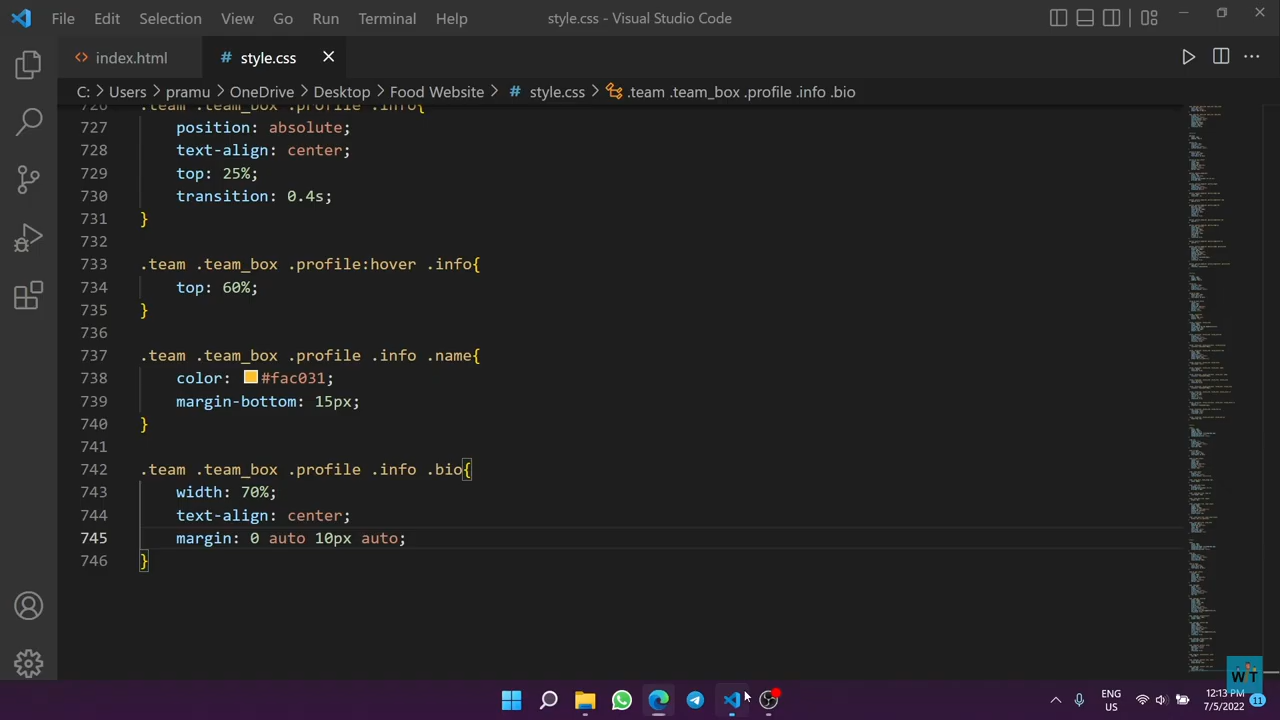 File Edit Selection View Go Run Terminal Help style.css - Visual Studio Code
index.html style.css
C: > Users > pramu > OneDrive > Desktop > Food Website > style.css > .team .team_box .profile .info .bio
726 .team .team_box .profile .info{
727 position: absolute;
728 text-align: center;
729 top: 25%;
730 transition: 0.4s;
731 }
732
733 .team .team_box .profile:hover .info{
734 top: 60%;
735 }
736
737 .team .team_box .profile .info .name{
738 color: #fac031;
739 margin-bottom: 15px;
740 }
741
742 .team .team_box .profile .info .bio{
743 width: 70%;
744 text-align: center;
745 margin: 0 auto 10px auto;
746 }
WT
ENG
US
12:13 PM
7/5/2022
11